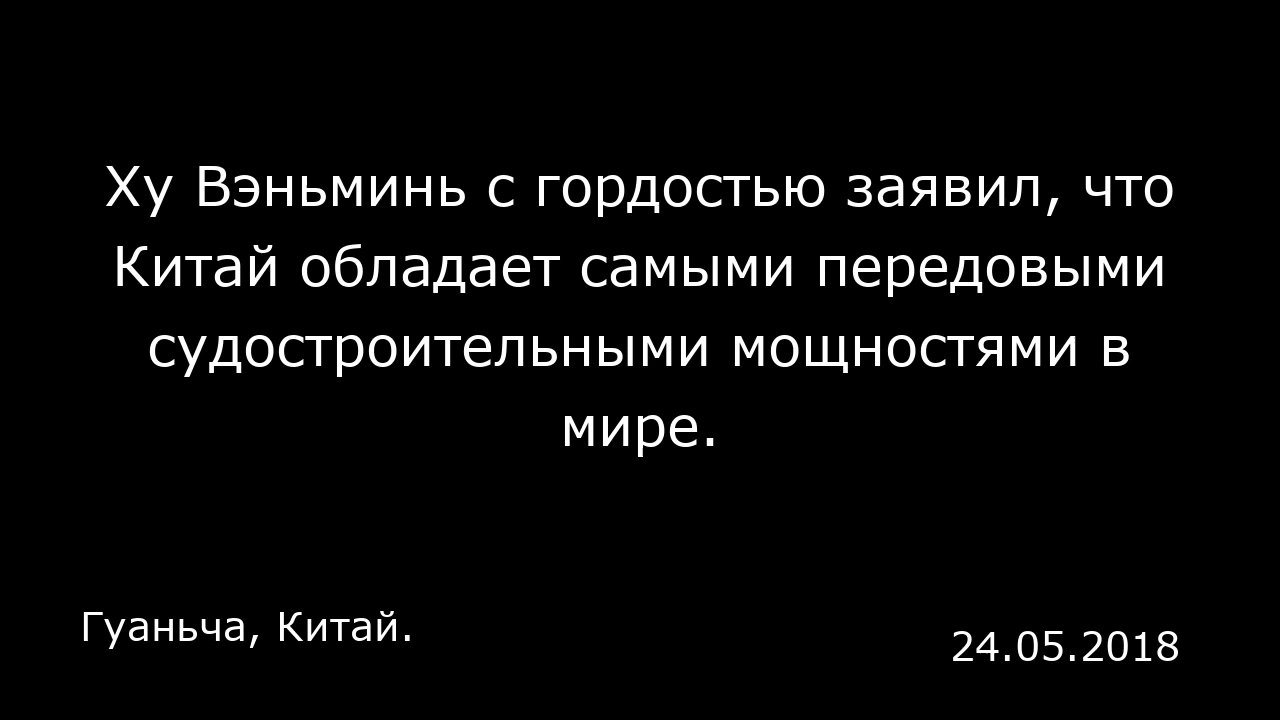 Ху Вэньминь с гордостью заявил, что
Китай обладает самыми передовыми
судостроительными мощностями в
мире.
Гуаньча, Китай.
24.05.2018